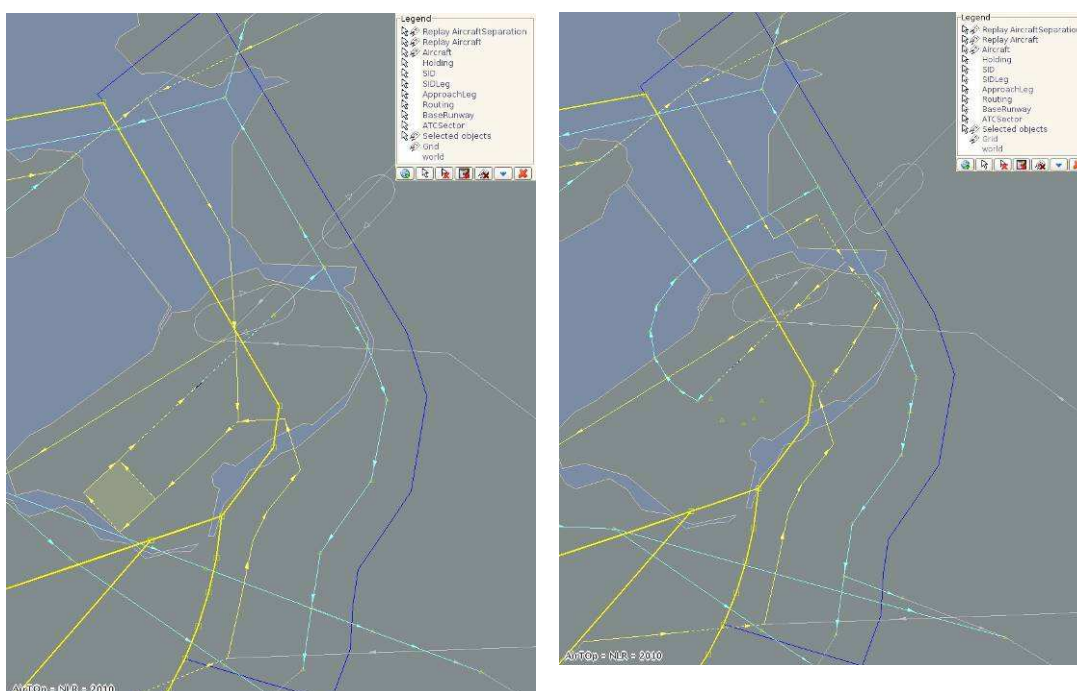 Legend
Replay AircraftSeparation
Replay Aircraft
Aircraft
Holding
SID
SIDLeg
ApproachLeg
Routing
BaseRunway
ATCSector
Selected objects
Grid
world
AirTOp = NLR = 2010
Legend
Replay AircraftSeparation
Replay Aircraft
Aircraft
Holding
SID
SIDLeg
ApproachLeg
Routing
BaseRunway
ATCSector
Selected objects
Grid
world
AirTOp = NLR = 2010